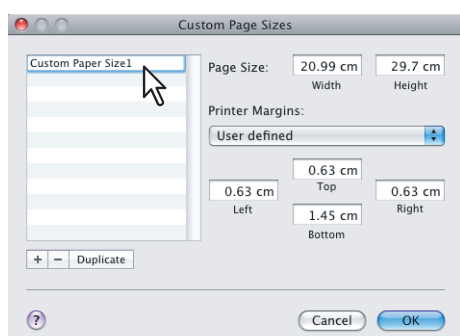 Custom Page Sizes
Custom Paper Size1
Page Size:
20.99 cm
29.7 cm
Width
Height
Printer Margins:
User defined
0.63 cm
Top
0.63 cm
0.63 cm
Left
Right
1.45 cm
Bottom
+ − Duplicate
?
Cancel
OK